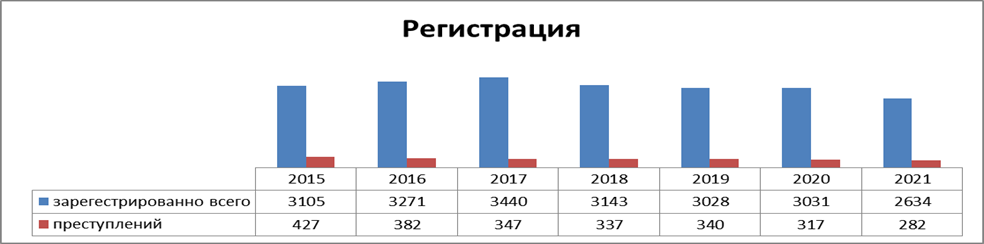 Регистрация
2015 2016 2017 2018 2019 2020 2021
зарегестрированно всего 3105 3271 3440 3143 3028 3031 2634
преступлений 427 382 347 337 340 317 282